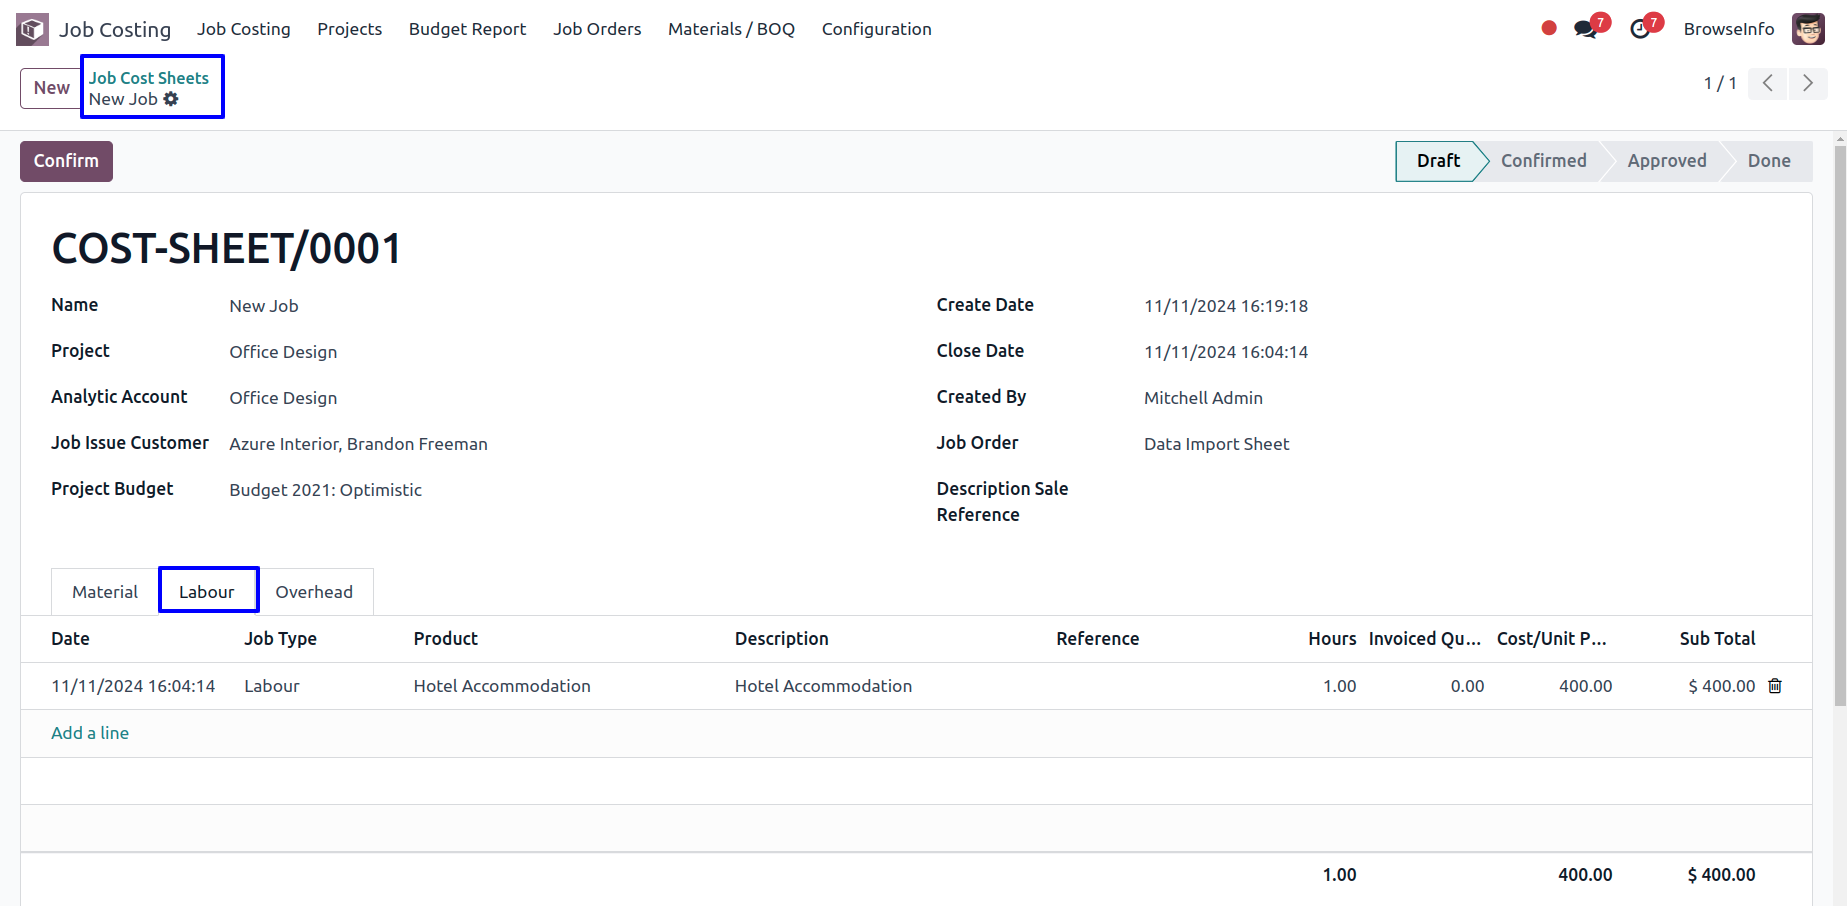 Job Costing Job Costing Projects Budget Report Job Orders Materials / BOQ Configuration 7 7 BrowseInfo
New Job Cost Sheets 1 / 1
New Job
Confirm Draft Confirmed Approved Done
COST-SHEET/0001
Name New Job Create Date 11/11/2024 16:19:18
Project Office Design Close Date 11/11/2024 16:04:14
Analytic Account Office Design Created By Mitchell Admin
Job Issue Customer Azure Interior, Brandon Freeman Job Order Data Import Sheet
Project Budget Budget 2021: Optimistic Description Sale
Reference
Material Labour Overhead
Date Job Type Product Description Reference Hours Invoiced Qu... Cost/Unit P... Sub Total
11/11/2024 16:04:14 Labour Hotel Accommodation Hotel Accommodation 1.00 0.00 400.00 $ 400.00
Add a line
1.00 400.00 $ 400.00